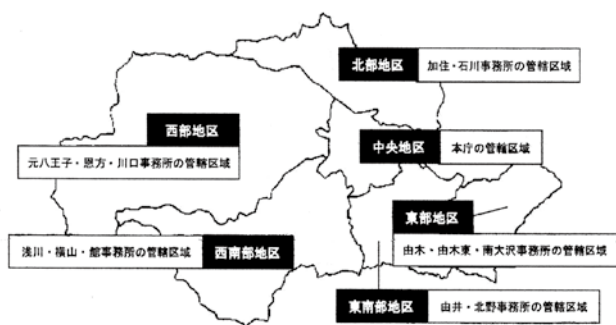 北部地区 加住・石川事務所の管轄区域
西部地区
元八王子・恩方・川口事務所の管轄区域
中央地区 本庁の管轄区域
東部地区
由木・由木東・南大沢事務所の管轄区域
浅川・横山・館事務所の管轄区域 西南部地区
東南部地区 由井・北野事務所の管轄区域